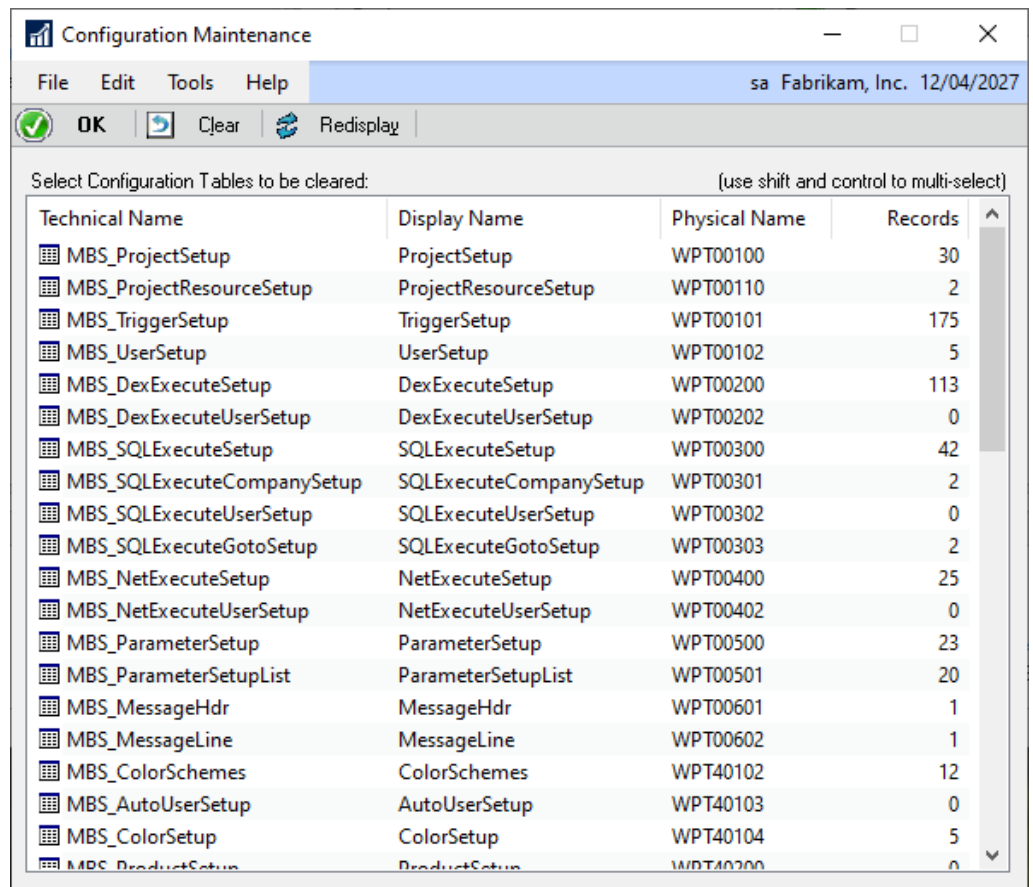 Configuration Maintenance
File Edit Tools Help sa Fabrikam, Inc. 12/04/2027
OK Clear Redisplay
Select Configuration Tables to be cleared: (use shift and control to multi-select)
Technical Name Display Name Physical Name Records
MBS_ProjectSetup ProjectSetup WPT00100 30
MBS_ProjectResourceSetup ProjectResourceSetup WPT00110 2
MBS_TriggerSetup TriggerSetup WPT00101 175
MBS_UserSetup UserSetup WPT00102 5
MBS_DexExecuteSetup DexExecuteSetup WPT00200 113
MBS_DexExecuteUserSetup DexExecuteUserSetup WPT00202 0
MBS_SQLExecuteSetup SQLExecuteSetup WPT00300 42
MBS_SQLExecuteCompanySetup SQLExecuteCompanySetup WPT00301 2
MBS_SQLExecuteUserSetup SQLExecuteUserSetup WPT00302 0
MBS_SQLExecuteGotoSetup SQLExecuteGotoSetup WPT00303 2
MBS_NetExecuteSetup NetExecuteSetup WPT00400 25
MBS_NetExecuteUserSetup NetExecuteUserSetup WPT00402 0
MBS_ParameterSetup ParameterSetup WPT00500 23
MBS_ParameterSetupList ParameterSetupList WPT00501 20
MBS_MessageHdr MessageHdr WPT00601 1
MBS_MessageLine MessageLine WPT00602 1
MBS_ColorSchemes ColorSchemes WPT40102 12
MBS_AutoUserSetup AutoUserSetup WPT40103 0
MBS_ColorSetup ColorSetup WPT40104 5
MBS_ProductSetup ProductSetup WPT40200 0